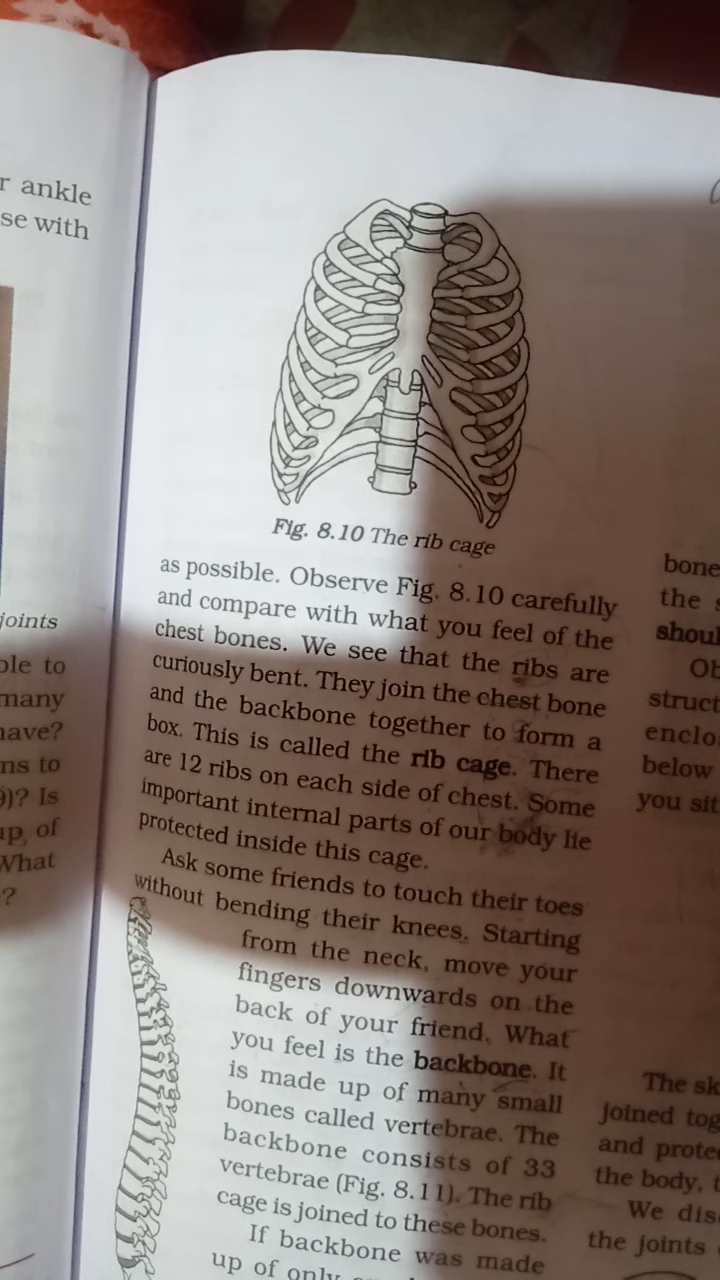 r ankle
se with
joints
ble to
many
have?
ns to
)? Is
up, of
What
?
Fig. 8.10 The rib cage
as possible. Observe Fig. 8.10 carefully
and compare with what you feel of the
chest bones. We see that the ribs are
curiously bent. They join the chest bone
and the backbone together to form a
box. This is called the rib cage. There
are 12 ribs on each side of chest. Some
important internal parts of our body lie
protected inside this cage.
Ask some friends to touch their toes
without bending their knees. Starting
from the neck, move your
fingers downwards on the
back of your friend. What
you feel is the backbone. It
is made up of many small
bones called vertebrae. The
backbone consists of 33
vertebrae (Fig. 8.11). The rib
cage is joined to these bones.
If backbone was made
up of only
bone
the
shoul
Ob
struct
enclo
below
you sit
The sk
joined tog
and prote
the body, t
We dis
the joints